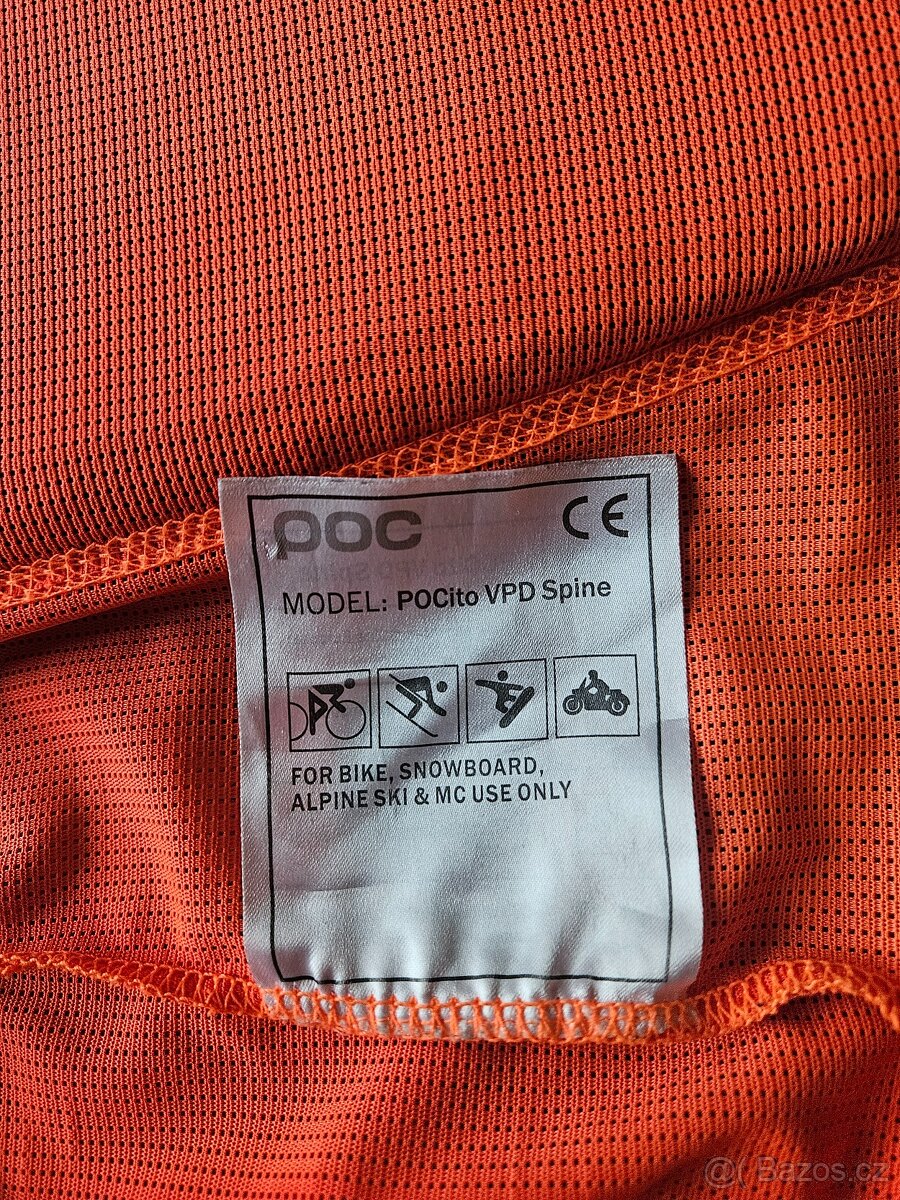 poc CE
MODEL: POCito VPD Spine
FOR BIKE, SNOWBOARD,
ALPINE SKI & MC USE ONLY
@( Bazos.cz